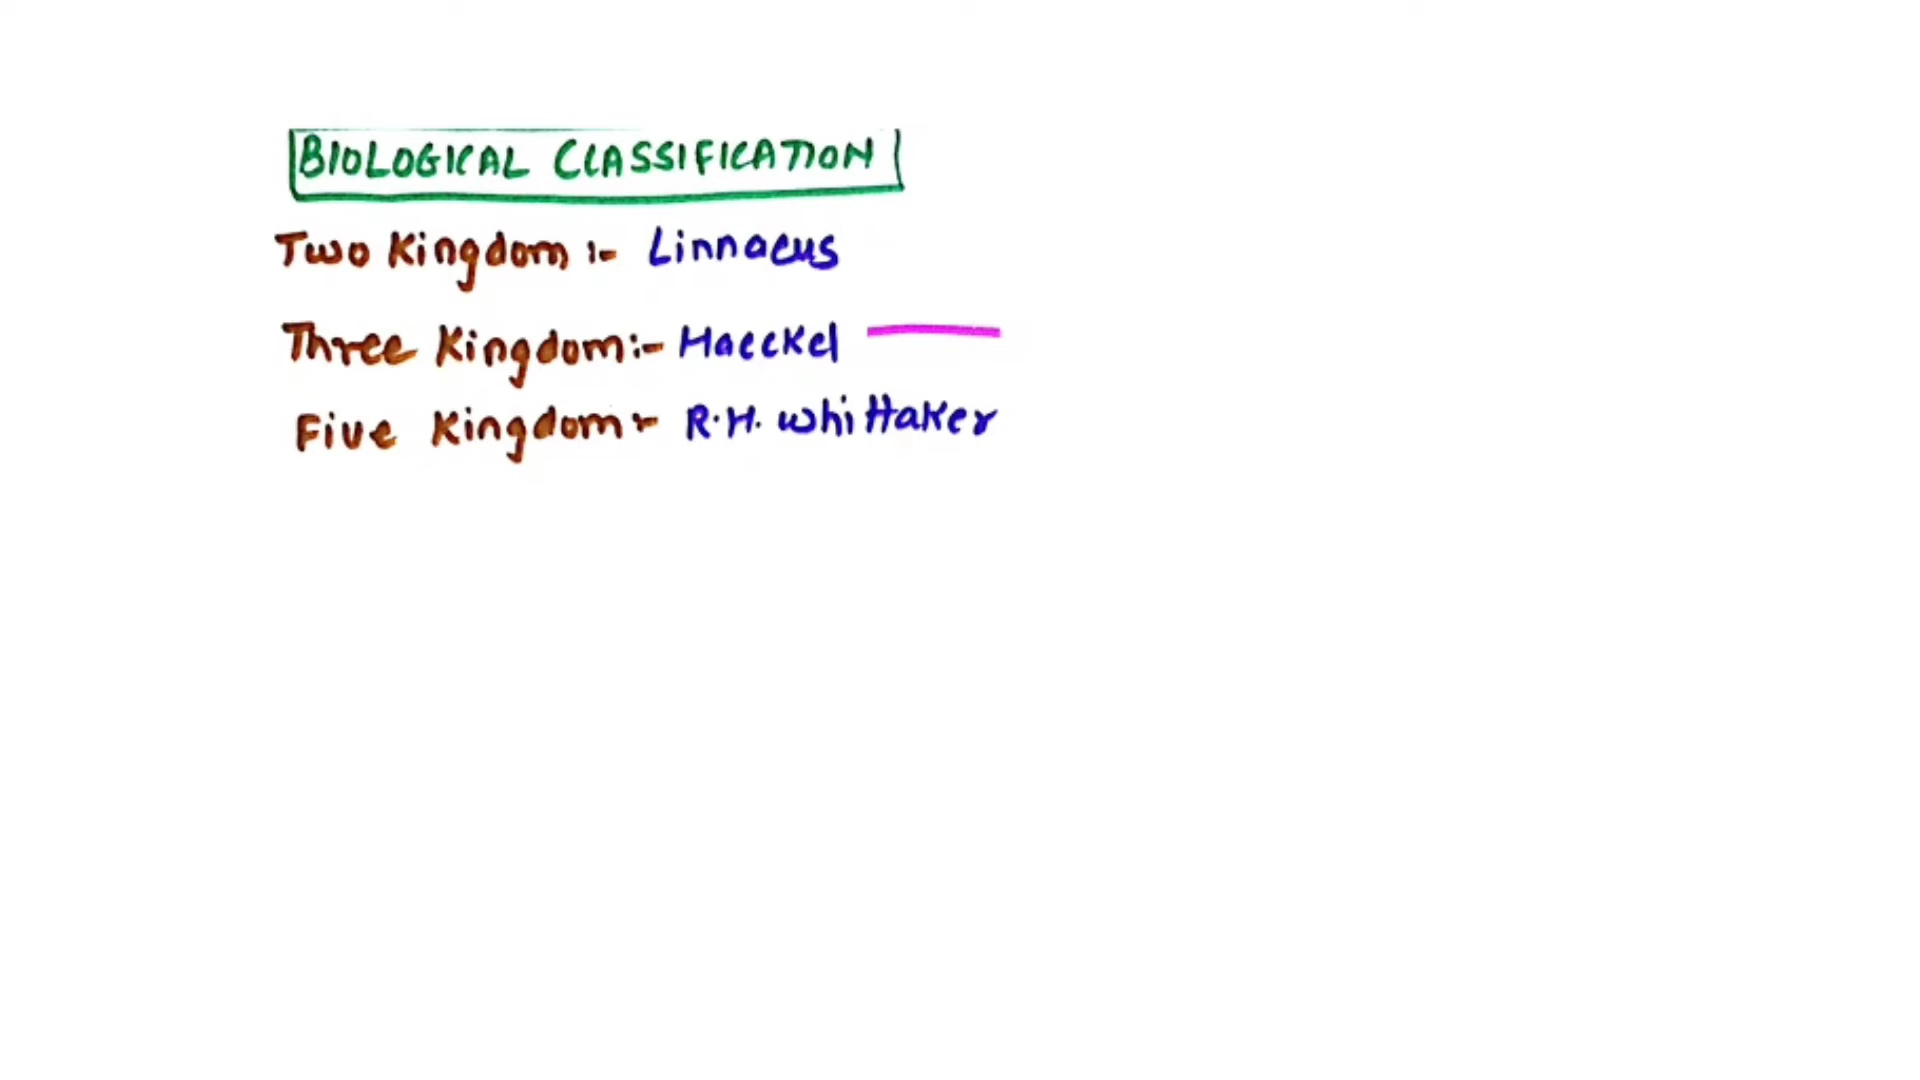 BIOLOGICAL CLASSIFICATION
Two Kingdom :- Linnaeus
Three Kingdom:- Haeckel
Five Kingdom:- R.H. Whittaker